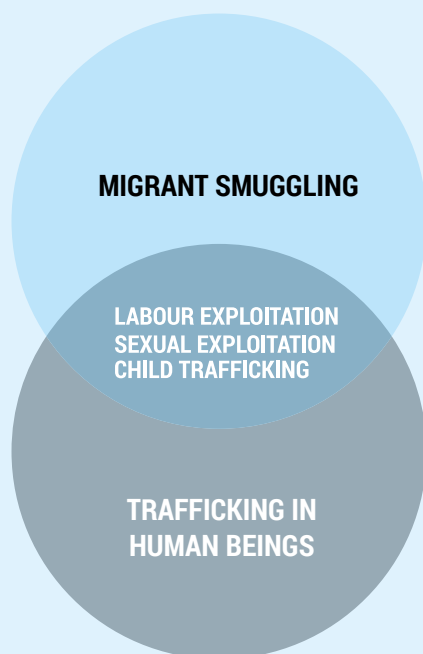 MIGRANT SMUGGLING
LABOUR EXPLOITATION
SEXUAL EXPLOITATION
CHILD TRAFFICKING
TRAFFICKING IN
HUMAN BEINGS